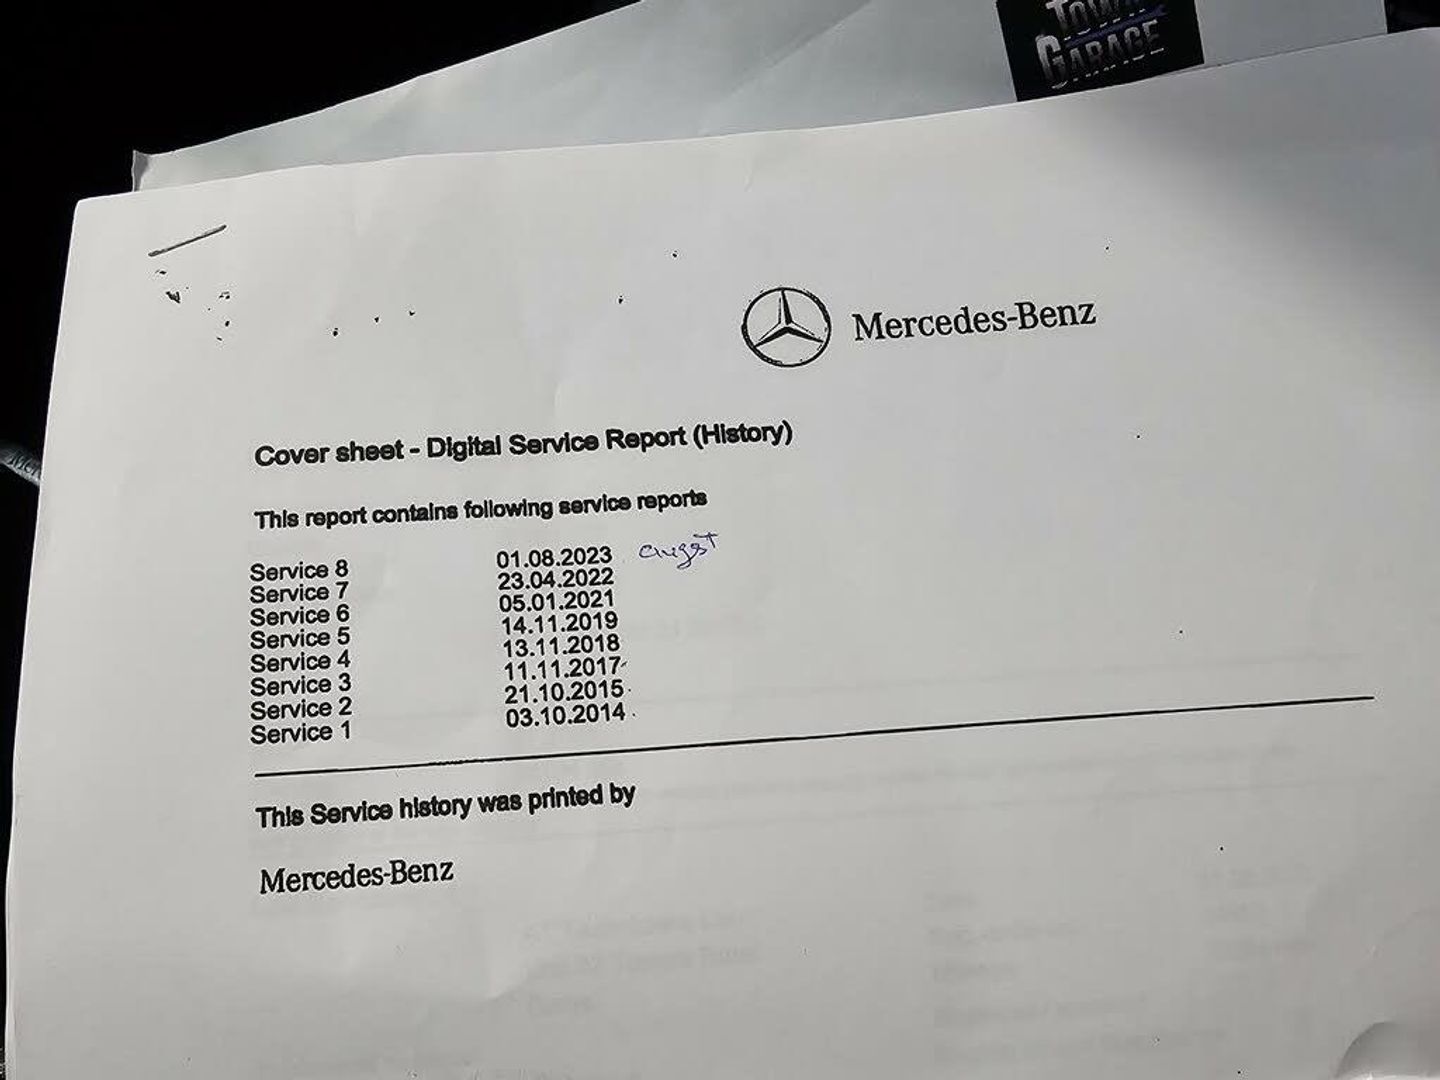 TOWN
GARAGE
Mercedes-Benz
Cover sheet - Digital Service Report (History)
This report contains following service reports
Service 8 01.08.2023 augst
Service 7 23.04.2022
Service 6 05.01.2021
Service 5 14.11.2019
Service 4 13.11.2018
Service 3 11.11.2017
Service 2 21.10.2015
Service 1 03.10.2014
This Service history was printed by
Mercedes-Benz